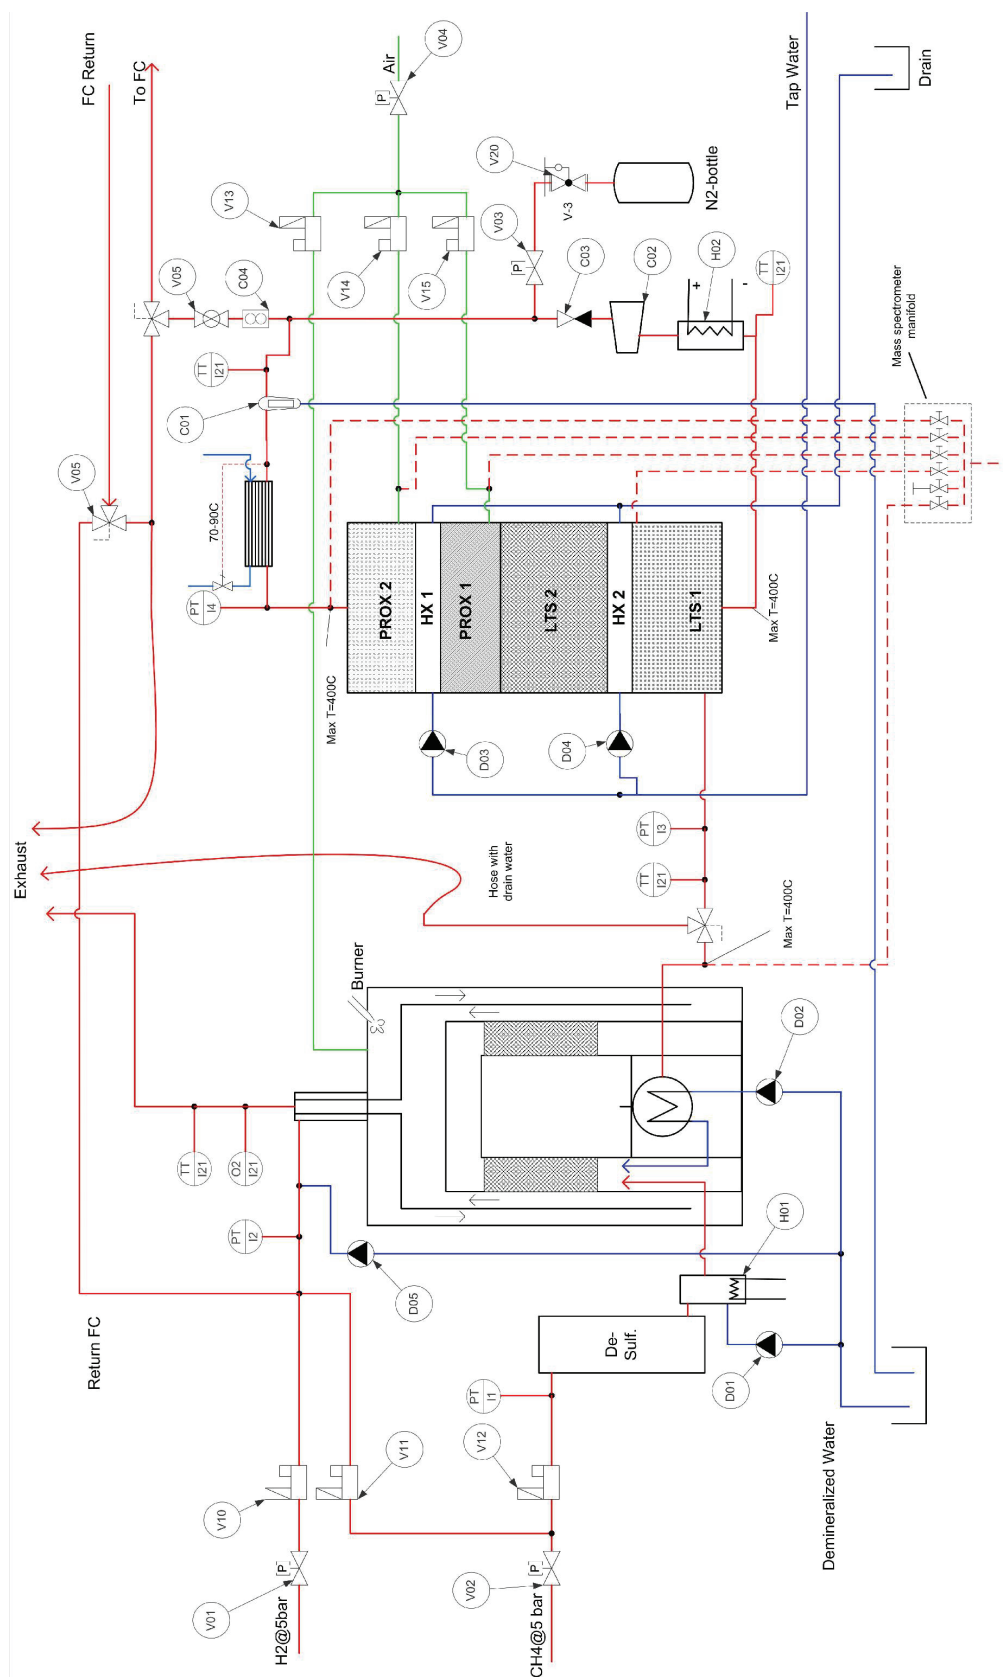 FC Return
To FC
V04
Air
[P]
V13
V14
V15
V05
C04
TT
I21
C01
V05
70-90C
PT
I4
V20
V-3
N2-bottle
V03
[P]
C03
C02
H02
+
-
TT
I21
Tap Water
Drain
Mass spectrometer
manifold
PROX 2
HX 1
PROX 1
LTS 2
HX 2
LTS 1
Max T=400C
Max T=400C
D03
D04
PT
I3
TT
I21
Exhaust
Hose with
drain water
Max T=400C
Burner
D02
TT
I21
O2
I21
PT
I2
D05
H01
Return FC
De-
Sulf.
D01
PT
I1
V10
V11
V12
V01
[P]
H2@5bar
V02
[P]
CH4@5 bar
Demineralized Water